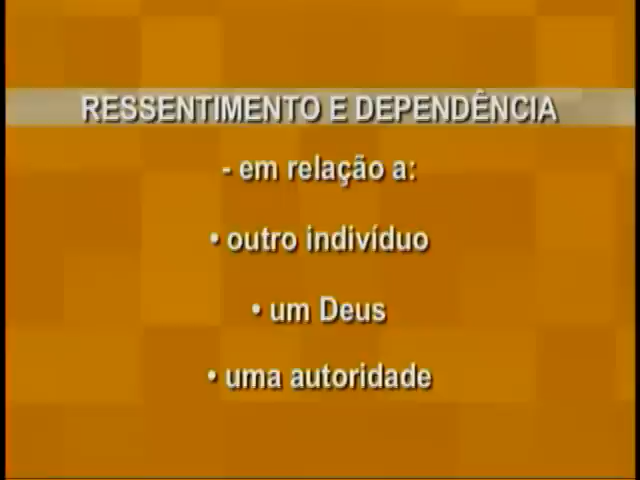 RESSENTIMENTO E DEPENDÊNCIA
- em relação a:
• outro indivíduo
• um Deus
• uma autoridade